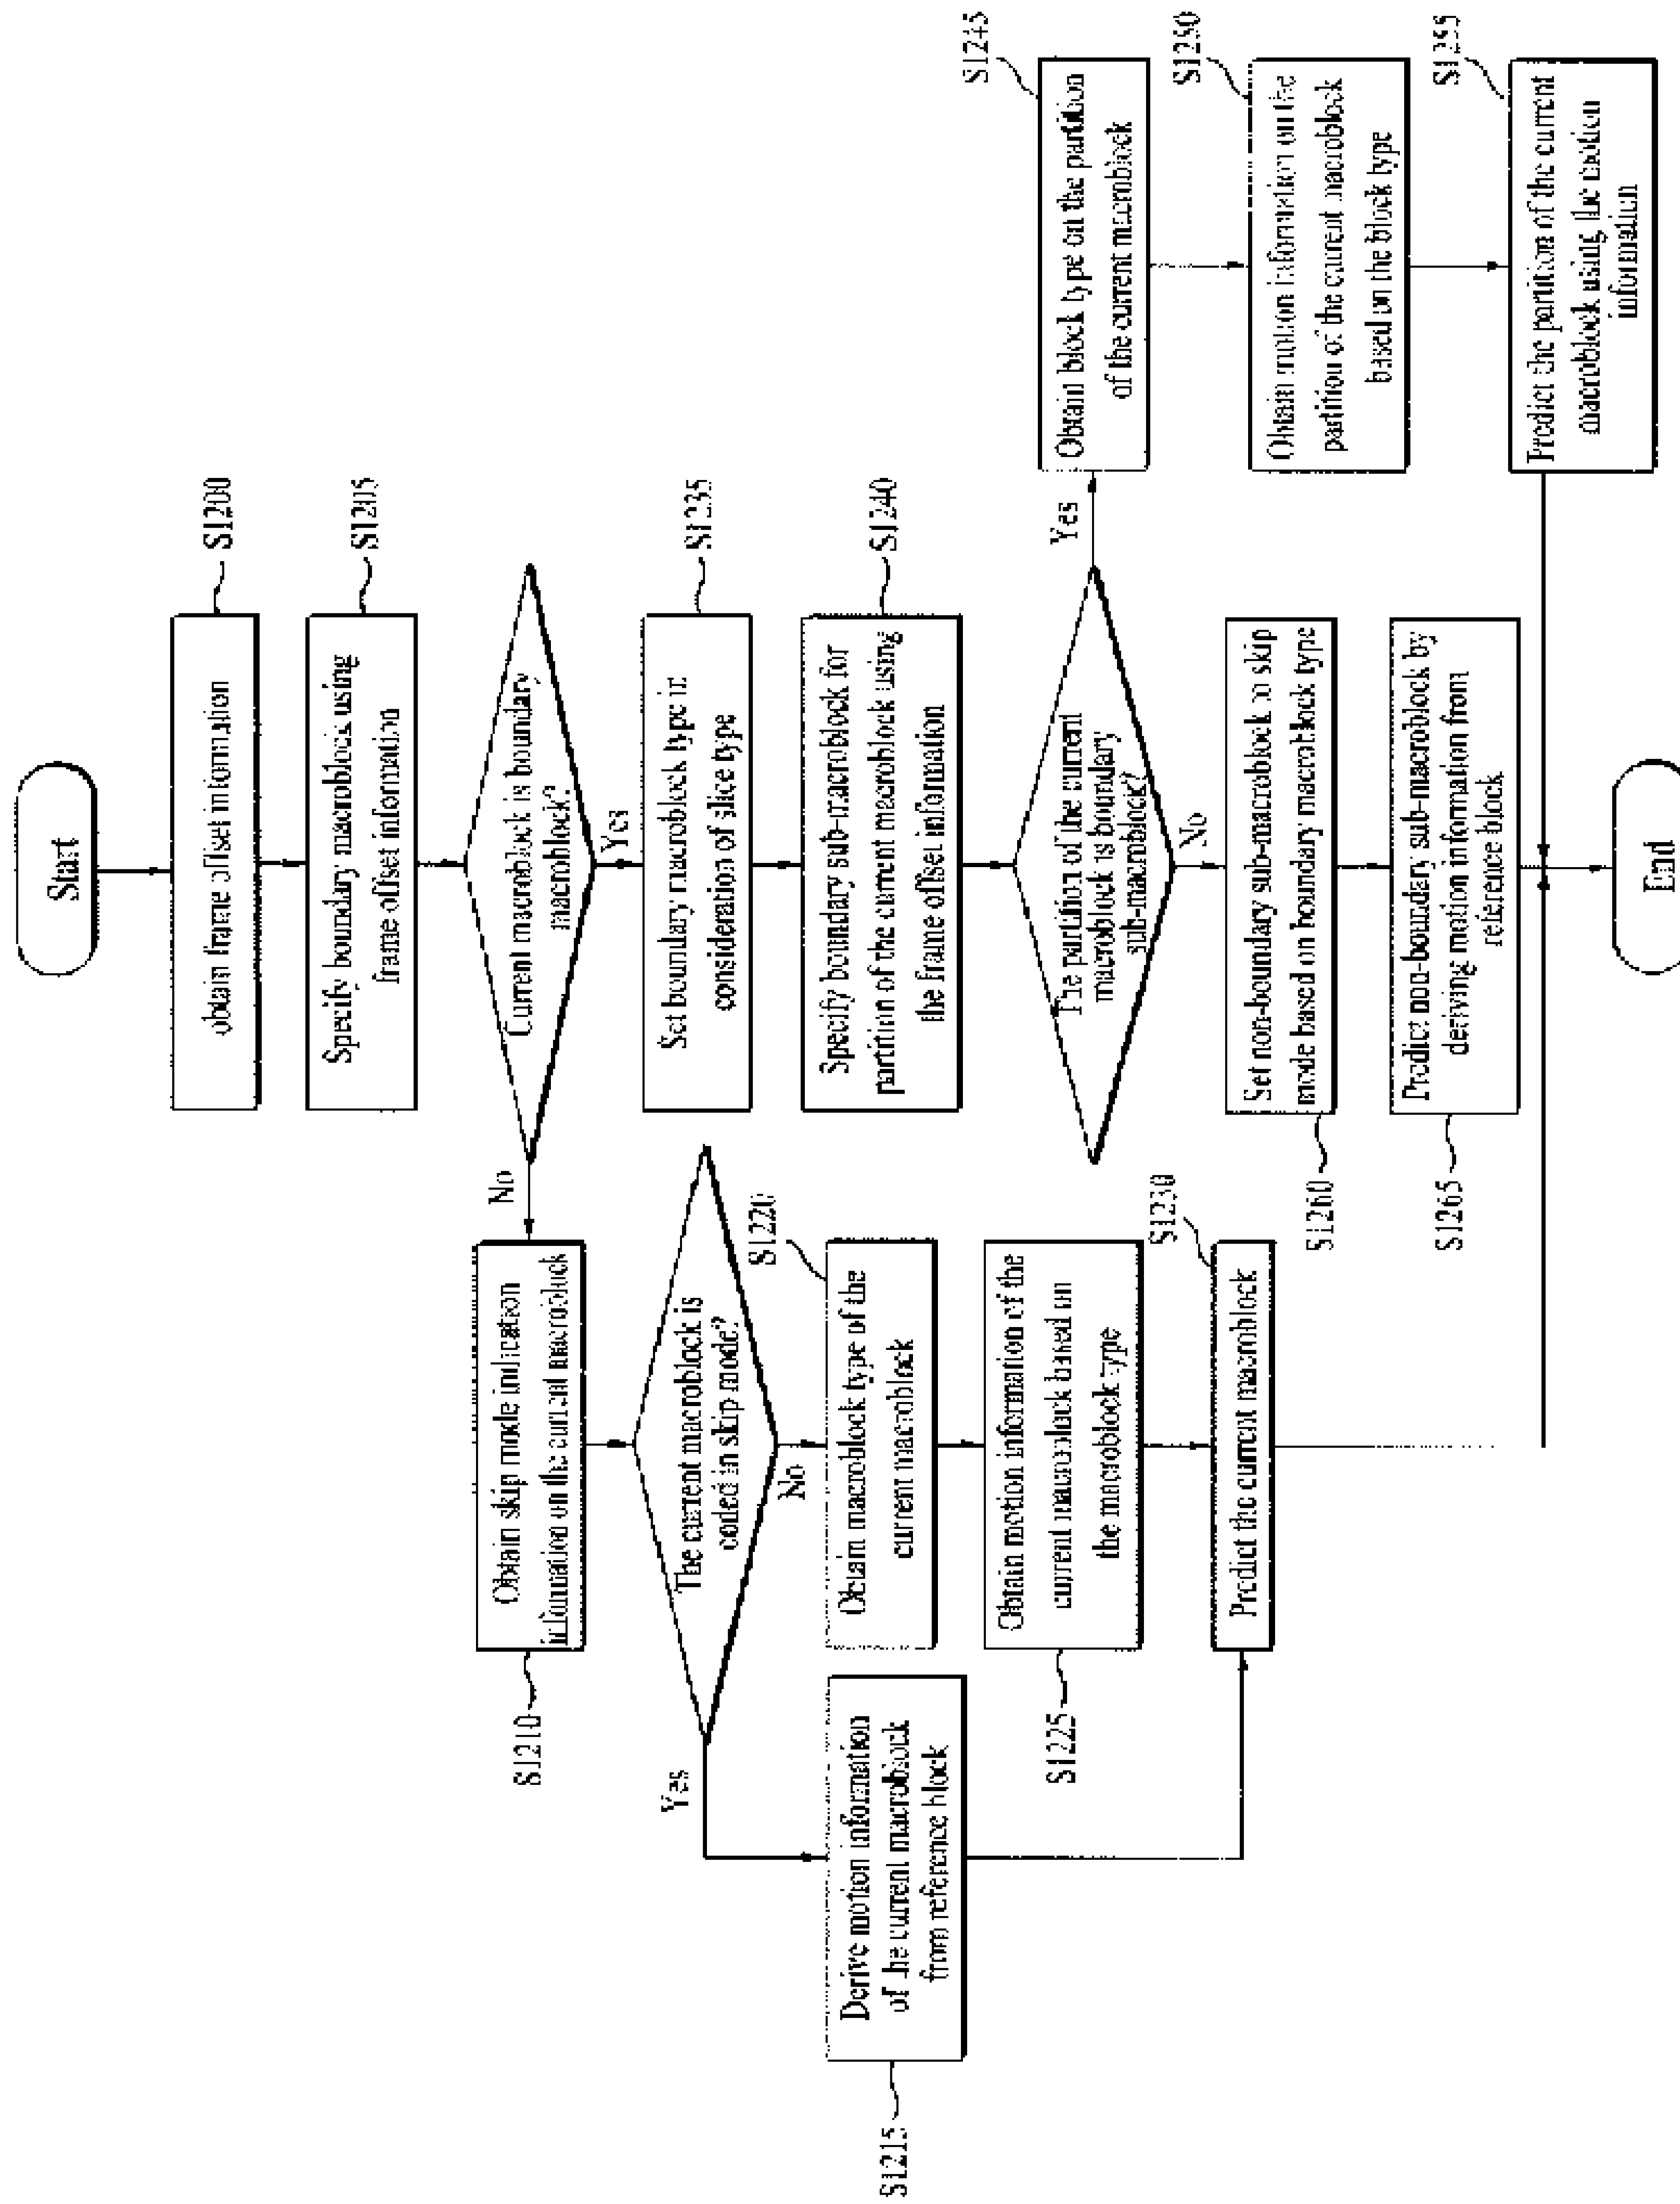 Start
obtain frame offset information
S1200
Specify boundary macroblock using
frame offset information
S1205
Current macroblock is boundary
macroblock?
No
Yes
Obtain skip mode indication
information on the current macroblock
S1210
The current macroblock is
coded in skip mode?
Yes
No
Derive motion information
of the current macroblock
from reference block
S1215
Obtain macroblock type of the
current macroblock
S1220
Obtain motion information of the
current macroblock based on
the macroblock type
S1225
Predict the current macroblock
S1230
Set boundary macroblock type in
consideration of slice type
S1235
Specify boundary sub-macroblock for
partition of the current macroblock using
the frame offset information
S1240
The partition of the current
macroblock is boundary
sub-macroblock?
Yes
No
Obtain block type on the partition
of the current macroblock
S1245
Obtain motion information on the
partition of the current macroblock
based on the block type
S1250
Predict the partition of the current
macroblock using the motion
information
S1255
Set non-boundary sub-macroblock to skip
mode based on boundary macroblock type
S1260
Predict non-boundary sub-macroblock by
deriving motion information from
reference block
S1265
End